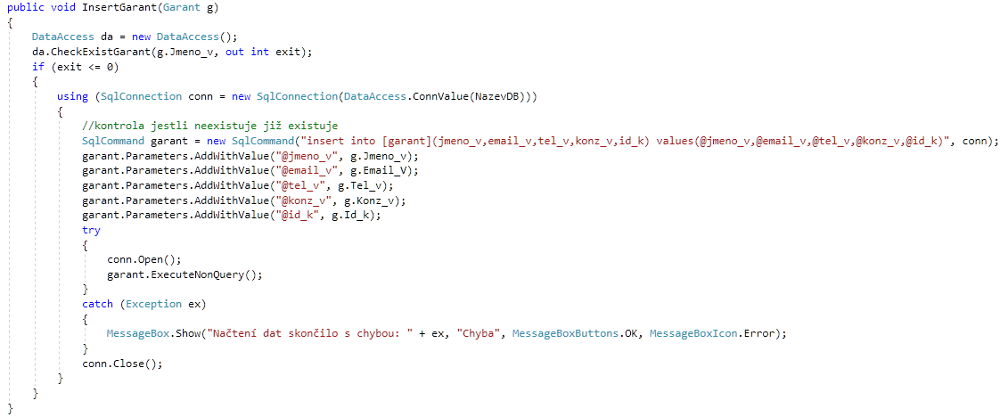 public void InsertGarant(Garant g)
{
DataAccess da = new DataAccess();
da.CheckExistGarant(g.Jmeno_v, out int exit);
if (exit <= 0)
{
using (SqlConnection conn = new SqlConnection(DataAccess.ConnValue(NazevDB)))
{
//kontrola jestli neexistuje již existuje
SqlCommand garant = new SqlCommand("insert into [garant](jmeno_v,email_v,tel_v,konz_v,id_k) values(@jmeno_v,@email_v,@tel_v,@konz_v,@id_k)", conn);
garant.Parameters.AddWithValue("@jmeno_v", g.Jmeno_v);
garant.Parameters.AddWithValue("@email_v", g.Email_V);
garant.Parameters.AddWithValue("@tel_v", g.Tel_v);
garant.Parameters.AddWithValue("@konz_v", g.Konz_v);
garant.Parameters.AddWithValue("@id_k", g.Id_k);
try
{
conn.Open();
garant.ExecuteNonQuery();
}
catch (Exception ex)
{
MessageBox.Show("Načtení dat skončilo s chybou: " + ex, "Chyba", MessageBoxButtons.OK, MessageBoxIcon.Error);
}
conn.Close();
}
}
}